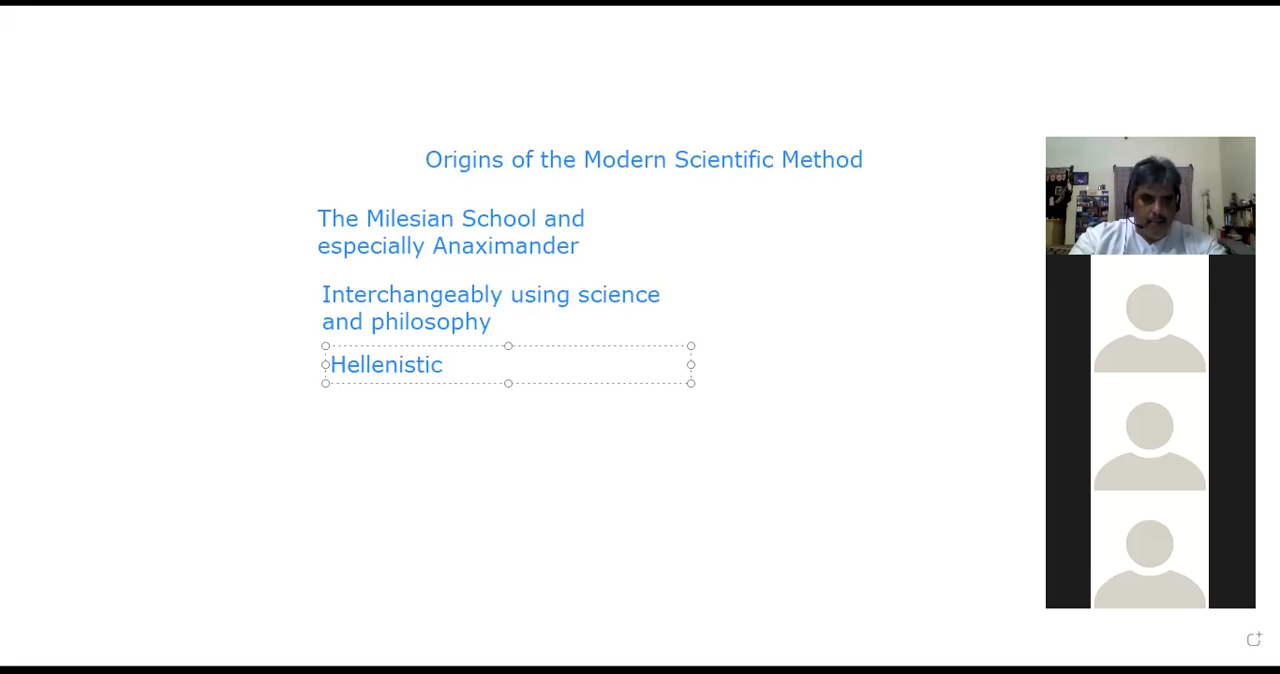 Origins of the Modern Scientific Method
The Milesian School and
especially Anaximander
Interchangeably using science
and philosophy
Hellenistic